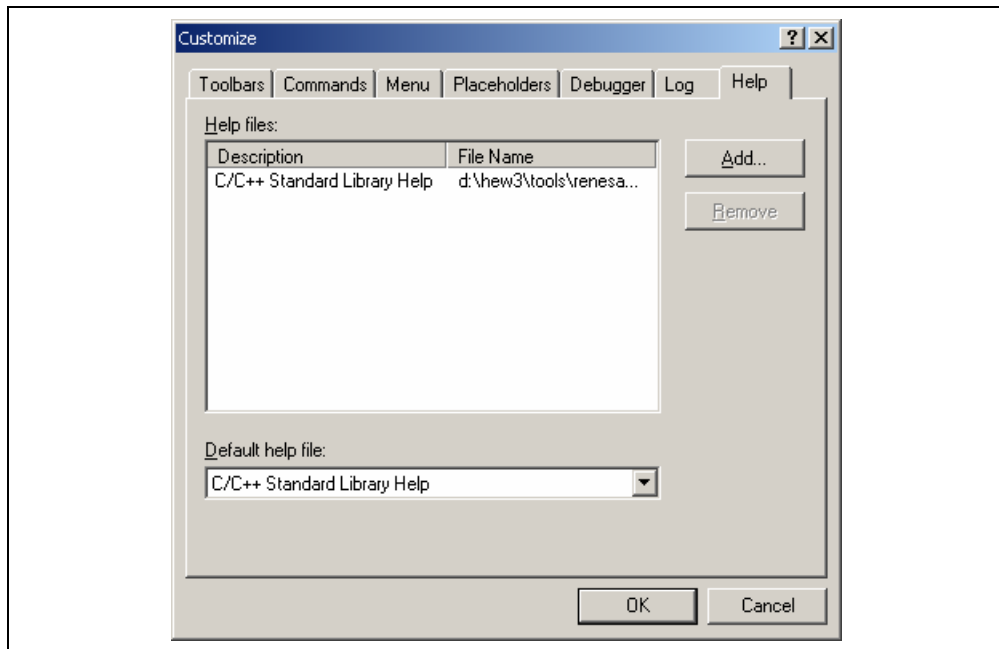 Customize
Toolbars Commands Menu Placeholders Debugger Log Help
Help files:
Description File Name
C/C++ Standard Library Help d:\hew3\tools\renesa...
Add...
Remove
Default help file:
C/C++ Standard Library Help
OK Cancel